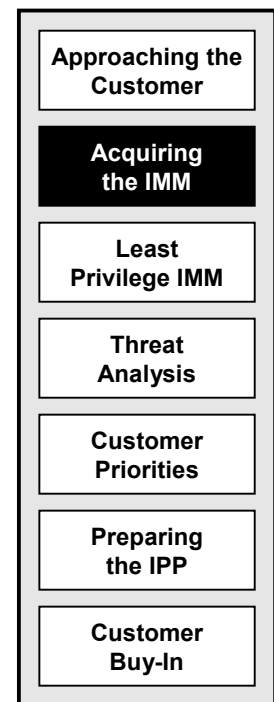 Approaching the
Customer
Acquiring
the IMM
Least
Privilege IMM
Threat
Analysis
Customer
Priorities
Preparing
the IPP
Customer
Buy-In